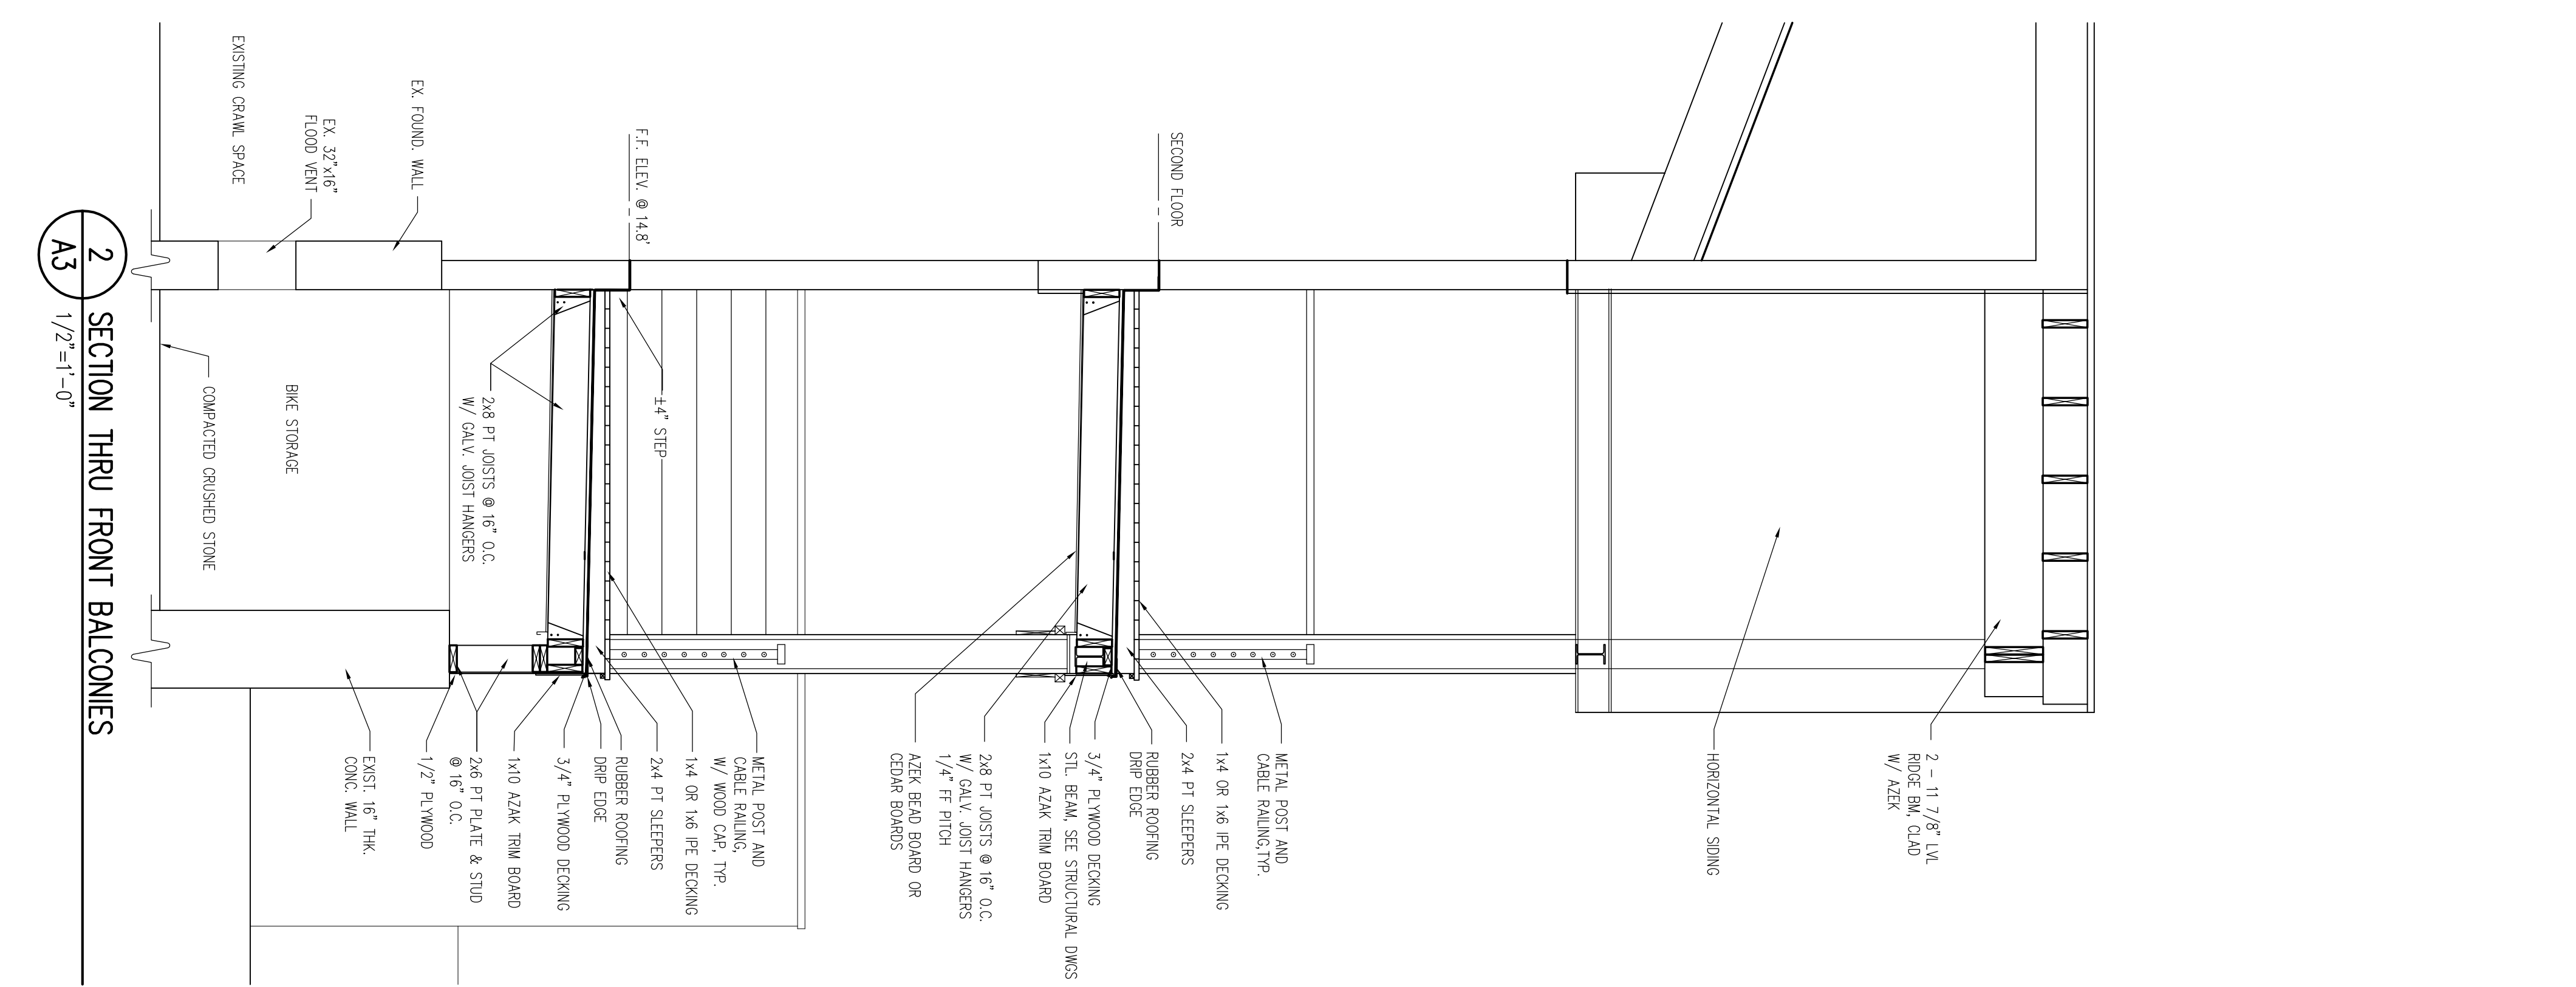 2 - 11 7/8" LVL
RIDGE BM, CLAD
W/ AZEK
HORIZONTAL SIDING
SECOND FLOOR
METAL POST AND
CABLE RAILING,TYP.
1x4 OR 1x6 IPE DECKING
2x4 PT SLEEPERS
RUBBER ROOFING
DRIP EDGE
3/4" PLYWOOD DECKING
STL. BEAM, SEE STRUCTURAL DWGS
1x10 AZAK TRIM BOARD
2x8 PT JOISTS @ 16" O.C.
W/ GALV. JOIST HANGERS
1/4" FF PITCH
AZEK BEAD BOARD OR
CEDAR BOARDS
F.F. ELEV. @ 14.8'
±4" STEP
METAL POST AND
CABLE RAILING,
W/ WOOD CAP, TYP.
1x4 OR 1x6 IPE DECKING
2x4 PT SLEEPERS
RUBBER ROOFING
DRIP EDGE
3/4" PLYWOOD DECKING
1x10 AZAK TRIM BOARD
2x6 PT PLATE & STUD
@ 16" O.C.
1/2" PLYWOOD
EXIST. 16" THK.
CONC. WALL
2x8 PT JOISTS @ 16" O.C.
W/ GALV. JOIST HANGERS
EX. FOUND. WALL
EX. 32"x16"
FLOOD VENT
EXISTING CRAWL SPACE
BIKE STORAGE
COMPACTED CRUSHED STONE
2
A3
SECTION THRU FRONT BALCONIES
1/2"=1'-0"